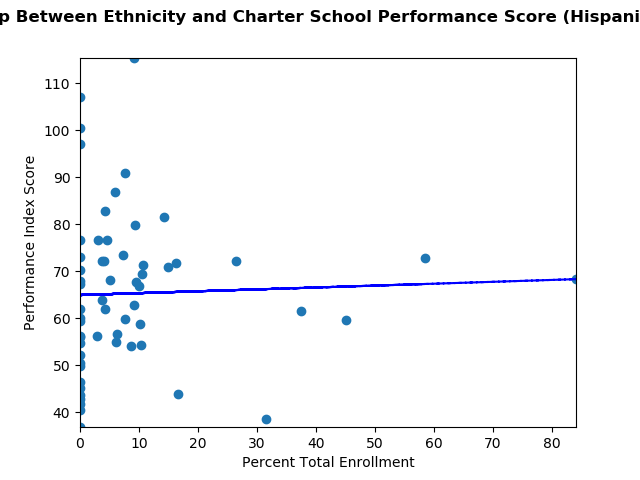 p Between Ethnicity and Charter School Performance Score (Hispani
110
100
90
80
70
60
50
40
Performance Index Score
0 10 20 30 40 50 60 70 80
Percent Total Enrollment